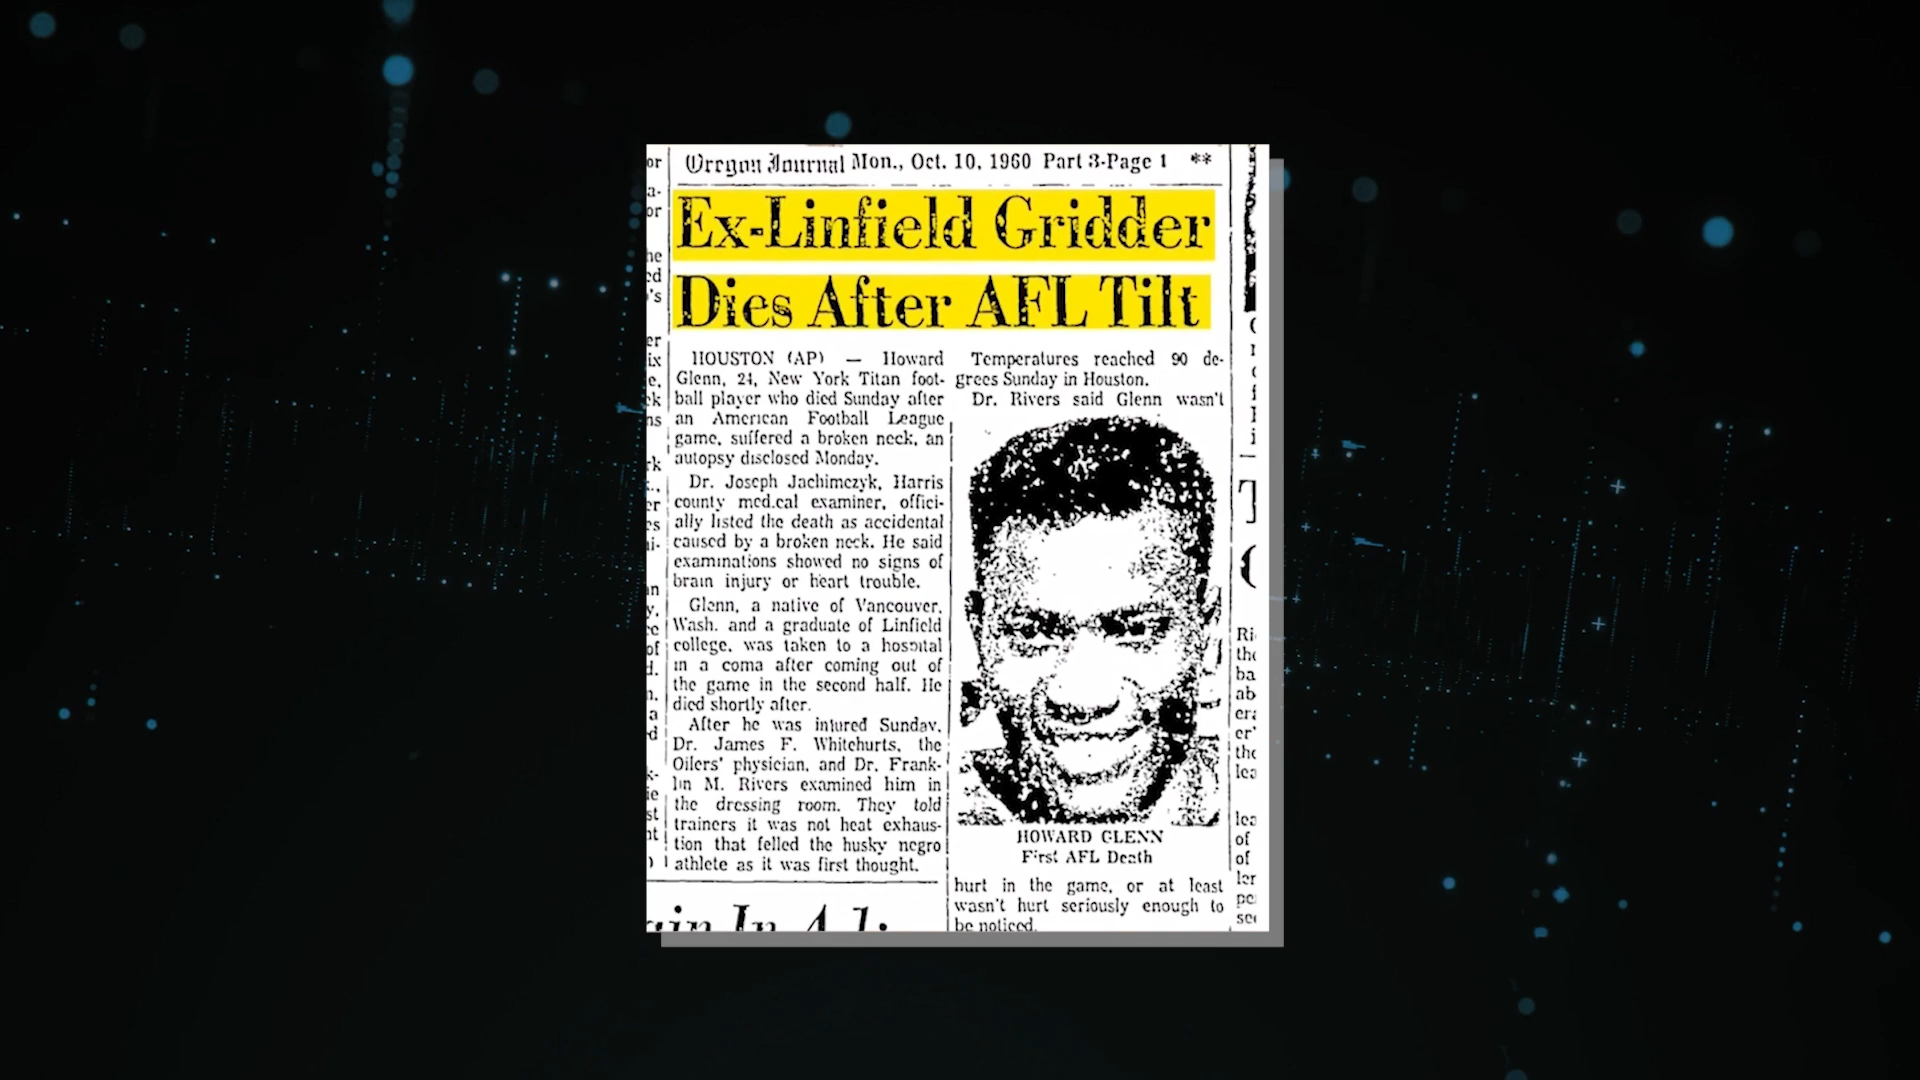 Oregon Journal Mon., Oct. 10, 1960 Part 3-Page 1 **
Ex-Linfield Gridder
Dies After AFL Tilt
HOUSTON (AP) — Howard
Glenn, 24, New York Titan foot-
ball player who died Sunday after
an American Football League
game, suffered a broken neck, an
autopsy disclosed Monday.
Dr. Joseph Jachimczyk, Harris
county med.cal examiner, offici-
ally listed the death as accidental
caused by a broken neck. He said
examinations showed no signs of
brain injury or heart trouble.
Glenn, a native of Vancouver,
Wash. and a graduate of Linfield
college, was taken to a hospital
in a coma after coming out of
the game in the second half. He
died shortly after.
After he was injured Sunday,
Dr. James F. Whitehurts, the
Oilers' physician, and Dr. Frank-
lin M. Rivers examined him in
the dressing room. They told
trainers it was not heat exhaus-
tion that felled the husky negro
athlete as it was first thought.
Temperatures reached 90 de-
grees Sunday in Houston.
Dr. Rivers said Glenn wasn't
HOWARD GLENN
First AFL Death
hurt in the game, or at least
wasn't hurt seriously enough to
be noticed.